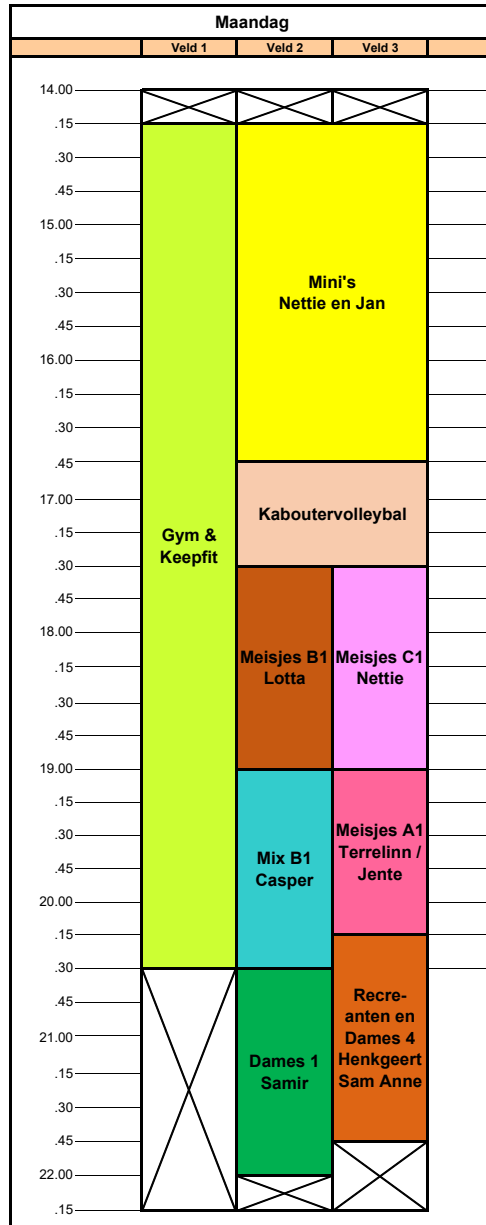 Maandag
Veld 1 Veld 2 Veld 3
14.00
.15
.30
.45
15.00
.15
.30
.45
16.00
.15
.30
.45
17.00
.15
.30
.45
18.00
.15
.30
.45
19.00
.15
.30
.45
20.00
.15
.30
.45
21.00
.15
.30
.45
22.00
.15
Gym &
Keepfit
Mini's
Nettie en Jan
Kaboutervolleybal
Meisjes B1
Lotta
Meisjes C1
Nettie
Mix B1
Casper
Meisjes A1
Terrelinn /
Jente
Dames 1
Samir
Recre-
anten en
Dames 4
Henkgeert
Sam Anne